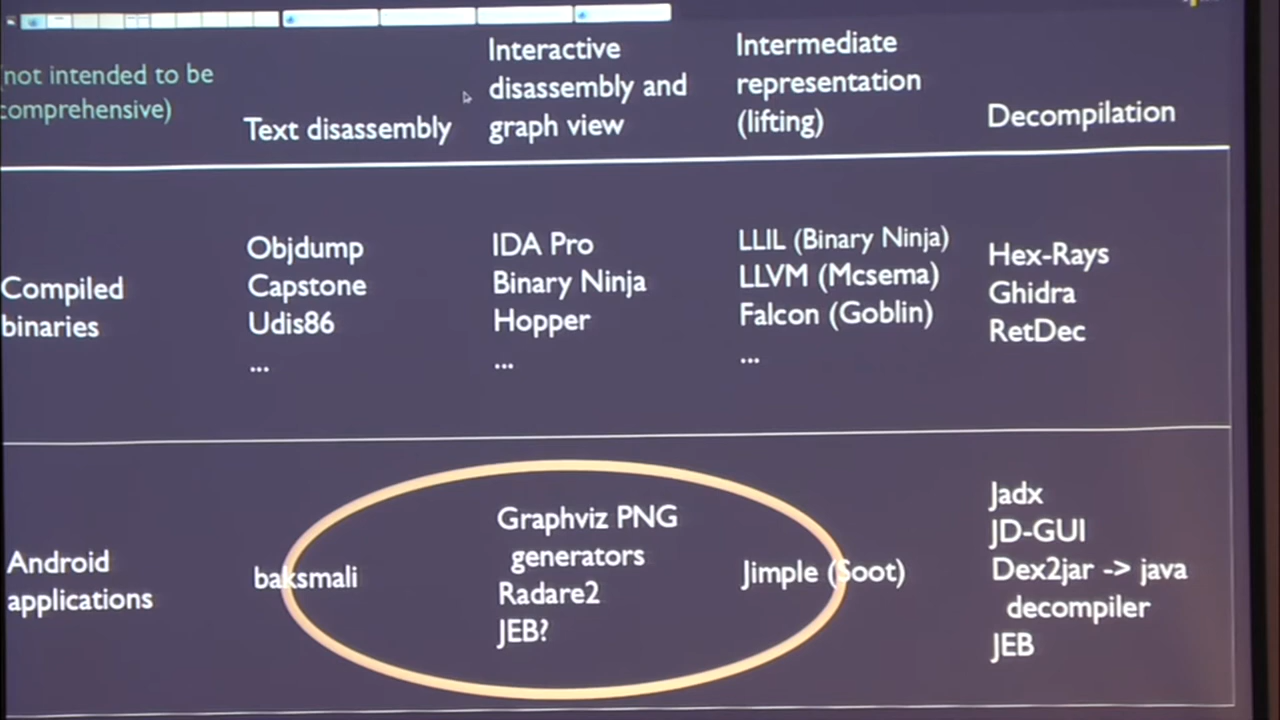 (not intended to be
comprehensive)
Text disassembly
Interactive
disassembly and
graph view
Intermediate
representation
(lifting)
Decompilation
Compiled
binaries
Objdump
Capstone
Udis86
...
IDA Pro
Binary Ninja
Hopper
...
LLIL (Binary Ninja)
LLVM (Mcsema)
Falcon (Goblin)
...
Hex-Rays
Ghidra
RetDec
Android
applications
baksmali
Graphviz PNG
generators
Radare2
JEB?
Jimple (Soot)
Jadx
JD-GUI
Dex2jar -> java
decompiler
JEB